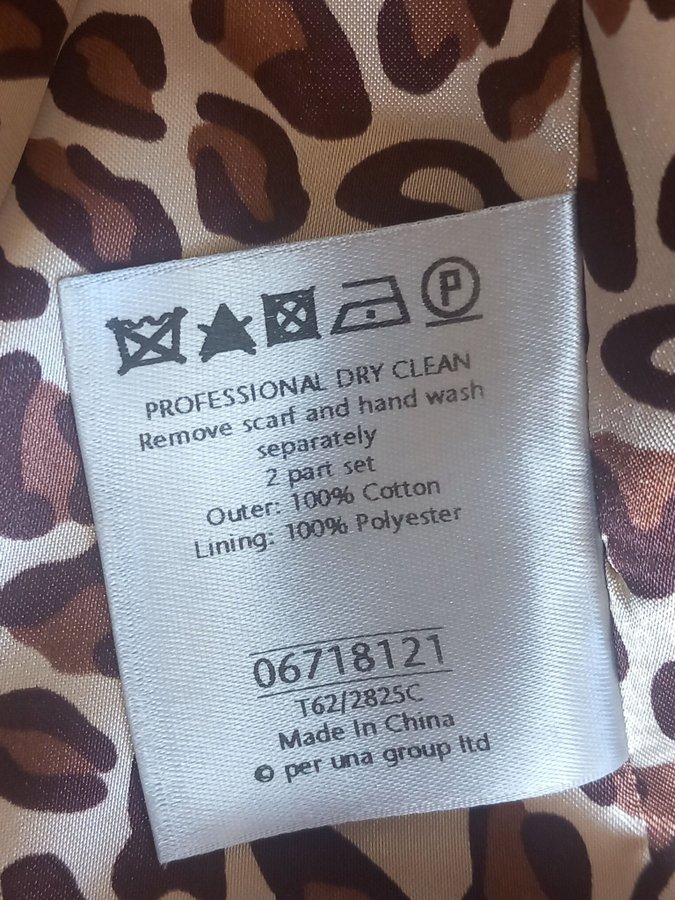 P
PROFESSIONAL DRY CLEAN
Remove scarf and hand wash
separately
2 part set
Outer: 100% Cotton
Lining: 100% Polyester
06718121
T62/2825C
Made In China
© per una group ltd